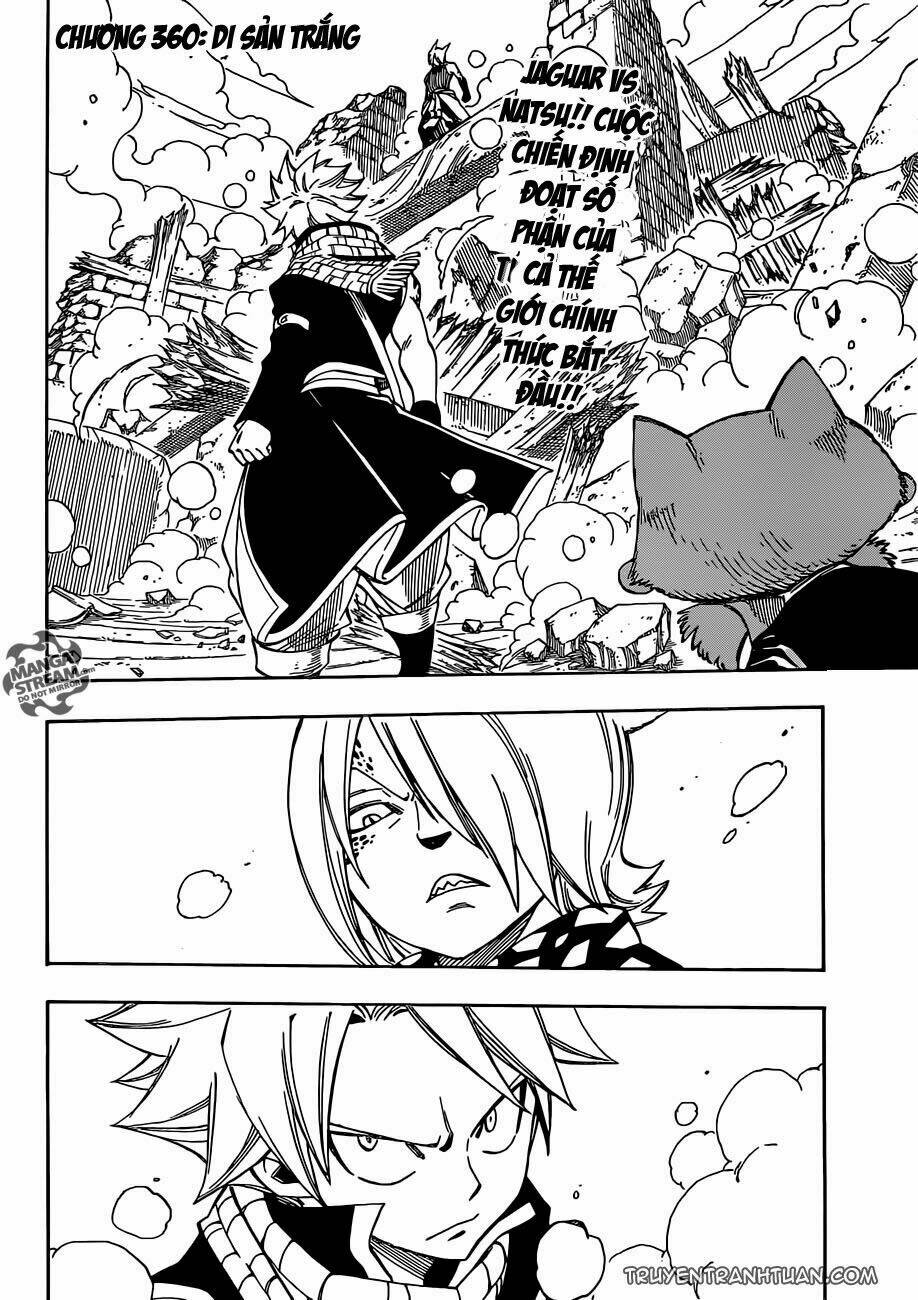 CHƯƠNG 360: DI SẢN TRẮNG
JAGUAR VS
NATSU!! CUỘC
CHIẾN ĐỊNH
ĐOẠT SỐ
PHẬN CỦA
CẢ THẾ
GIỚI CHÍNH
THỨC BẮT
ĐẦU!!
MANGA
STREAM.com
DO NOT MIRROR
TRUYENTRANHTUAN.COM